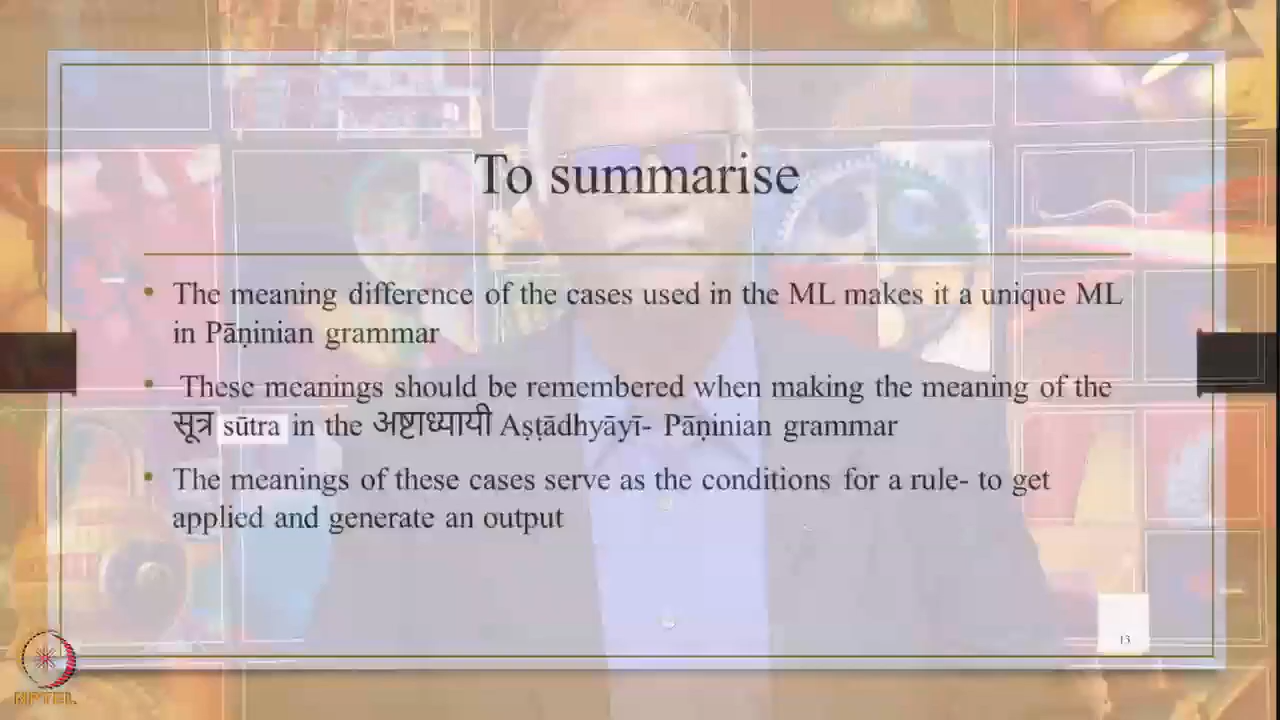 To summarise
The meaning difference of the cases used in the ML makes it a unique ML
in Pāṇinian grammar
These meanings should be remembered when making the meaning of the
सूत्र sūtra in the अष्टाध्यायी Aṣṭādhyāyī- Pāṇinian grammar
The meanings of these cases serve as the conditions for a rule- to get
applied and generate an output
13
NPTEL